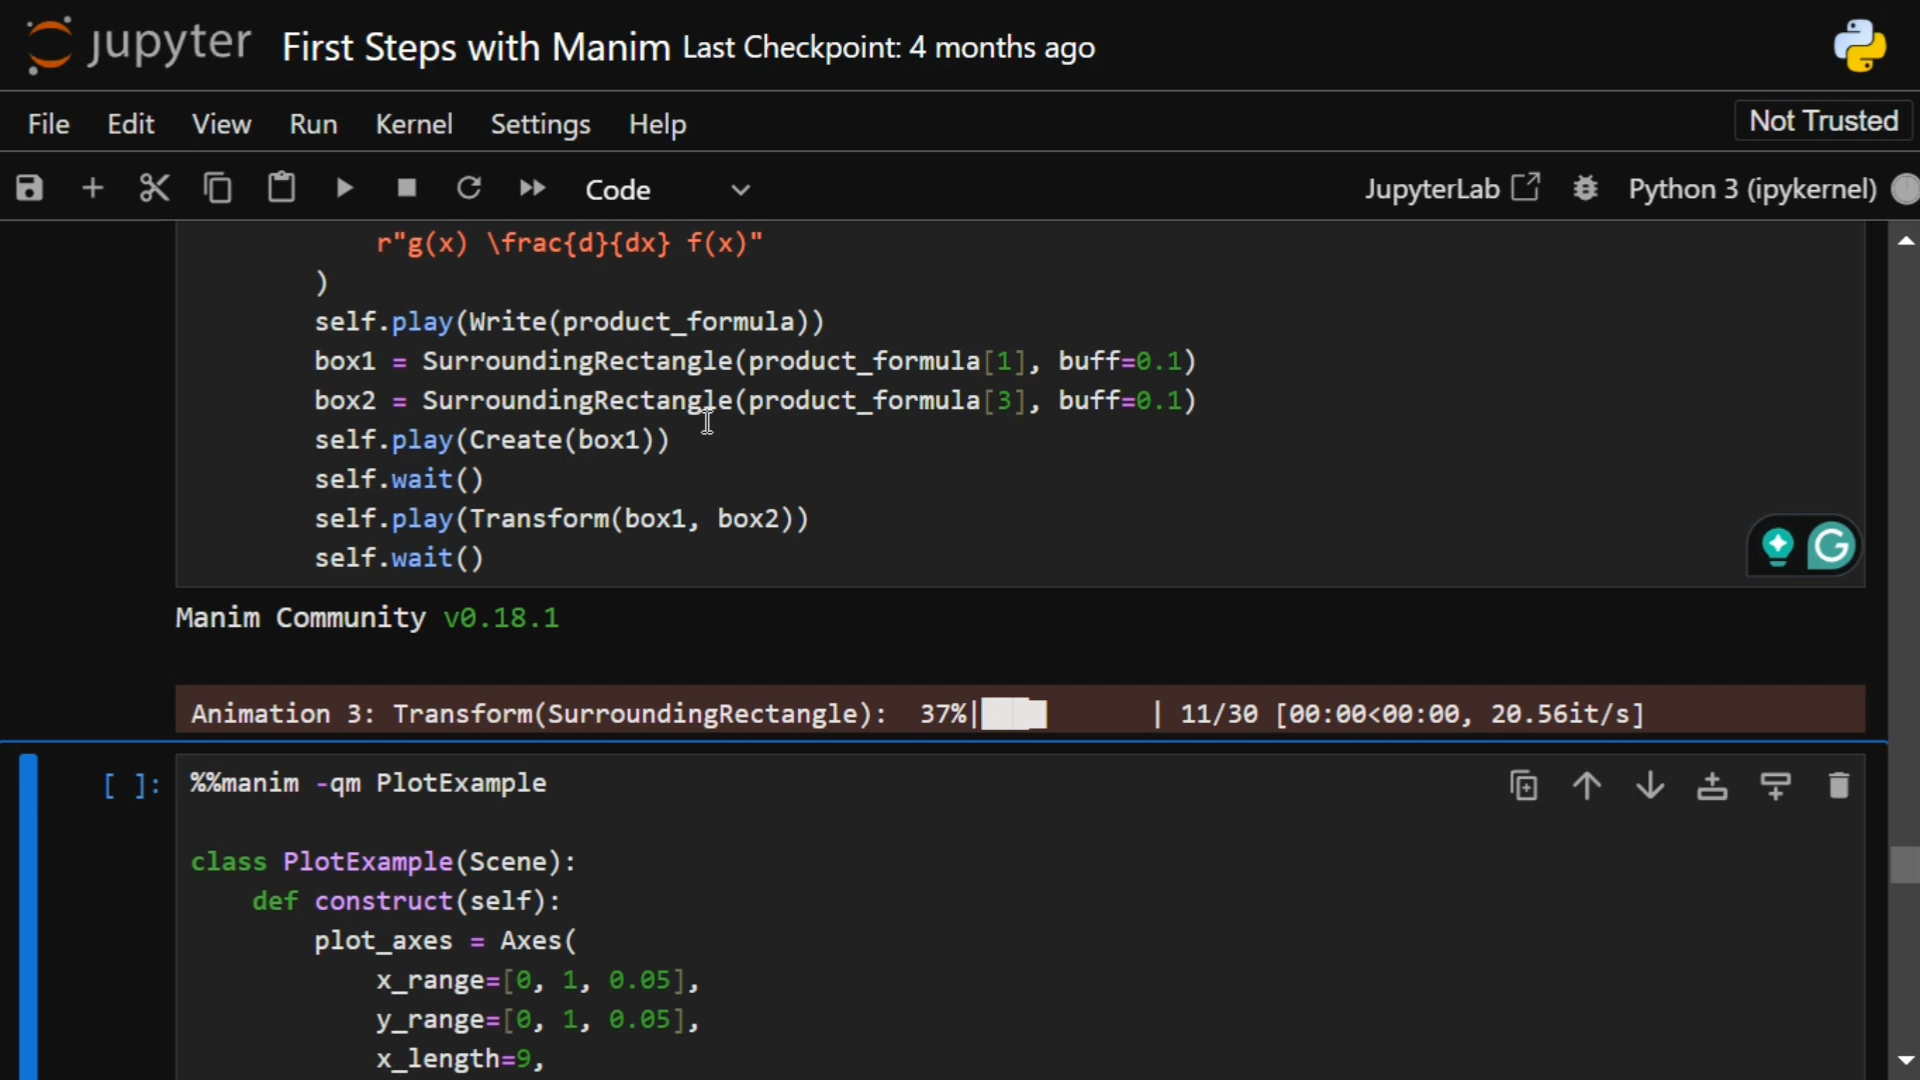 jupyter First Steps with Manim Last Checkpoint: 4 months ago
File Edit View Run Kernel Settings Help
Not Trusted
Code
JupyterLab
Python 3 (ipykernel)
r"g(x) \frac{d}{dx} f(x)"
)
self.play(Write(product_formula))
box1 = SurroundingRectangle(product_formula[1], buff=0.1)
box2 = SurroundingRectangle(product_formula[3], buff=0.1)
self.play(Create(box1))
self.wait()
self.play(Transform(box1, box2))
self.wait()
Manim Community v0.18.1
Animation 3: Transform(SurroundingRectangle): 37%|███▋ | 11/30 [00:00<00:00, 20.56it/s]
[ ]:
%%manim -qm PlotExample
class PlotExample(Scene):
def construct(self):
plot_axes = Axes(
x_range=[0, 1, 0.05],
y_range=[0, 1, 0.05],
x_length=9,